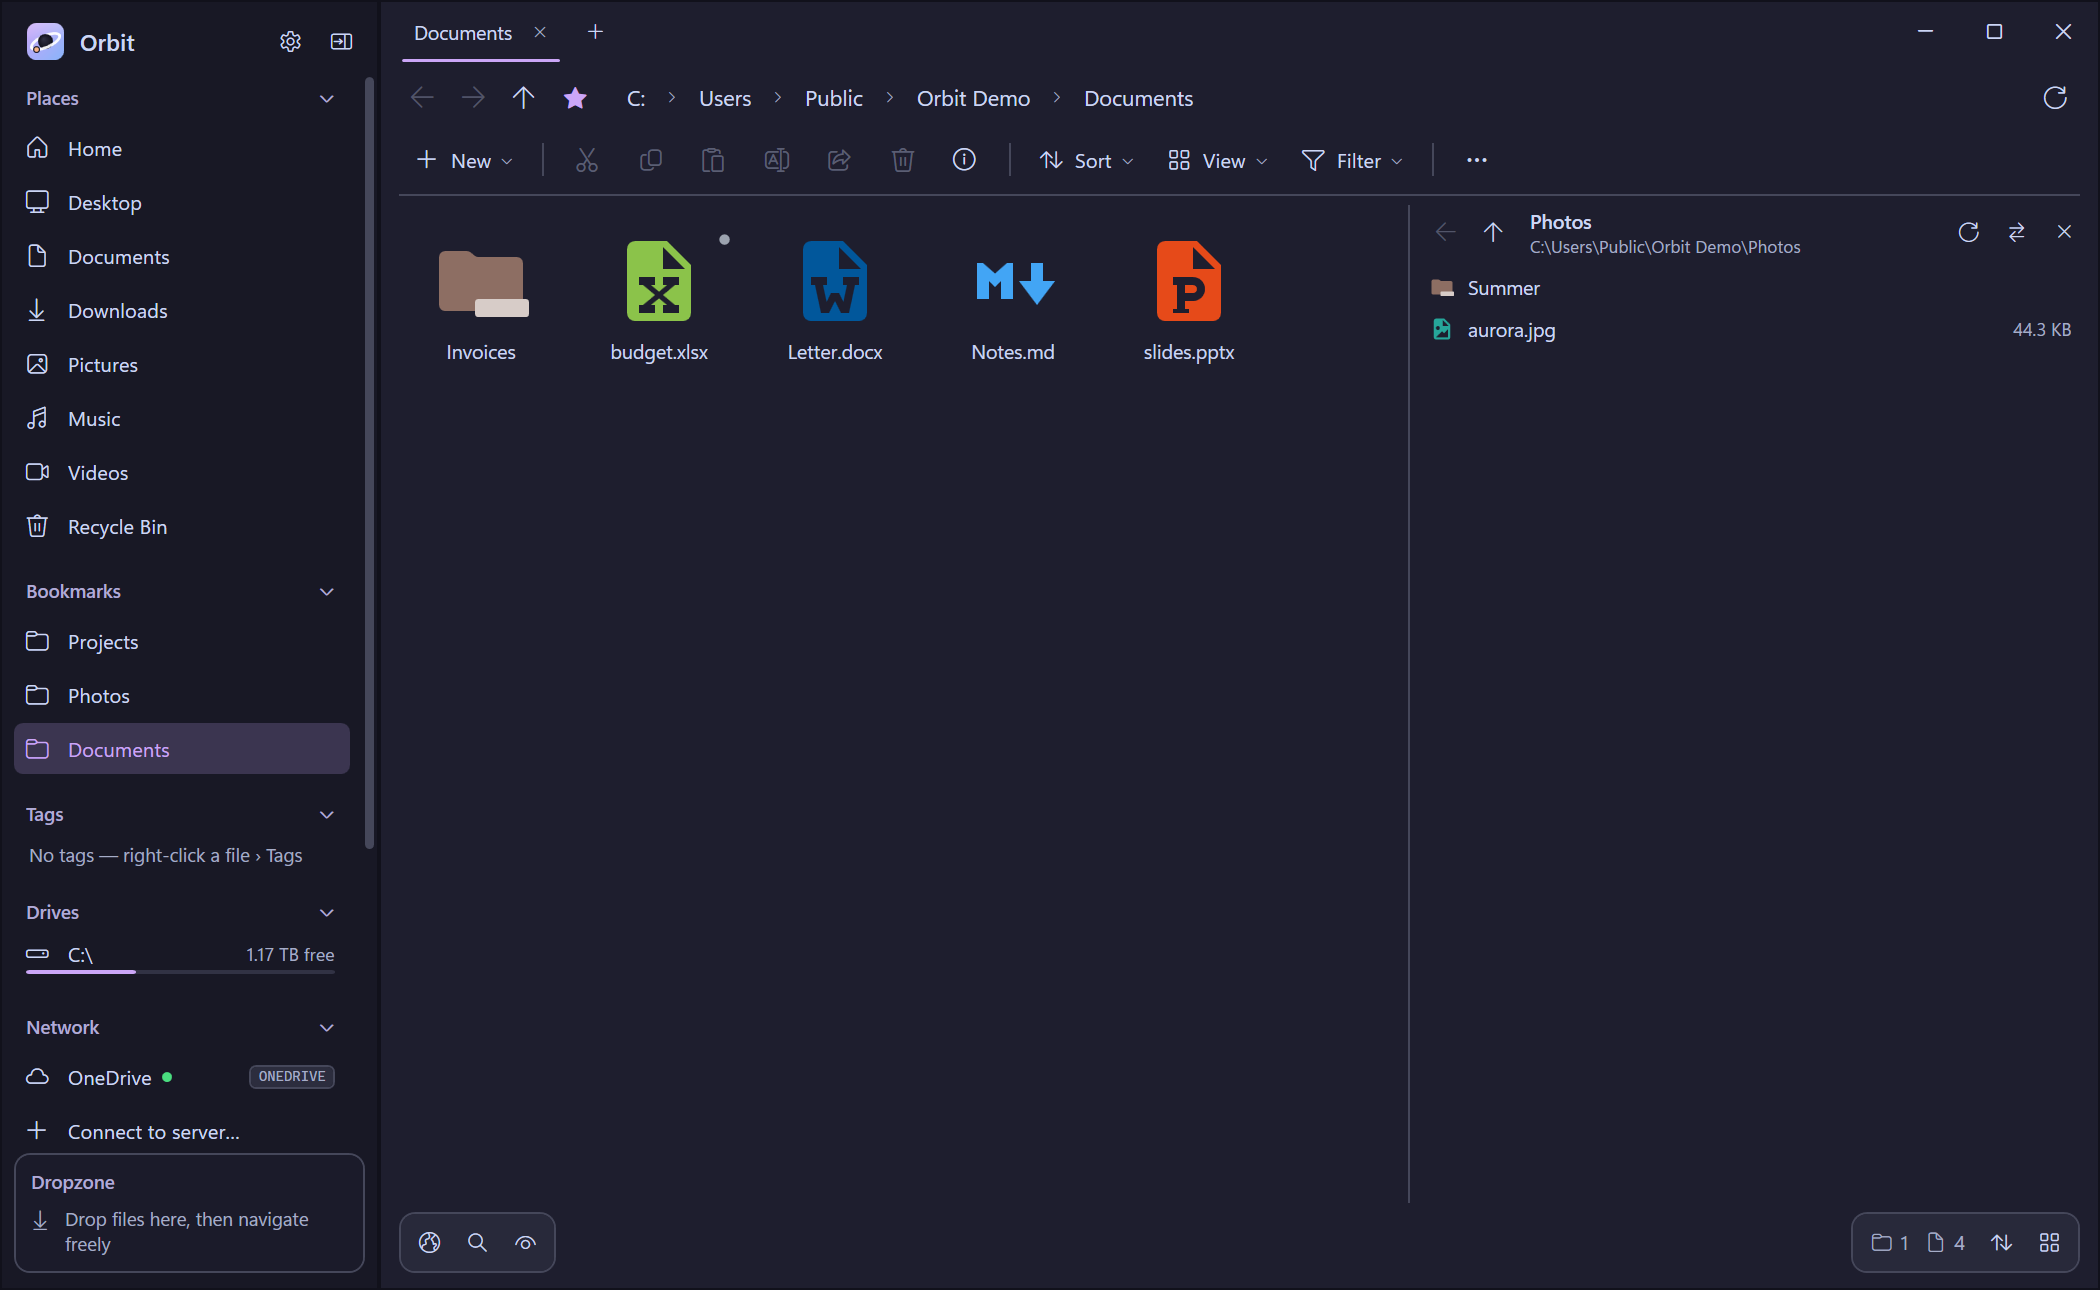 Orbit
Places
Home
Desktop
Documents
Downloads
Pictures
Music
Videos
Recycle Bin
Bookmarks
Projects
Photos
Documents
Tags
No tags — right-click a file › Tags
Drives
C:\ 1.17 TB free
Network
OneDrive ONEDRIVE
Connect to server...
Dropzone
Drop files here, then navigate
freely
Documents
C: Users Public Orbit Demo Documents
New Sort View Filter
Invoices budget.xlsx Letter.docx Notes.md slides.pptx
Photos
C:\Users\Public\Orbit Demo\Photos
Summer
aurora.jpg 44.3 KB
1 4